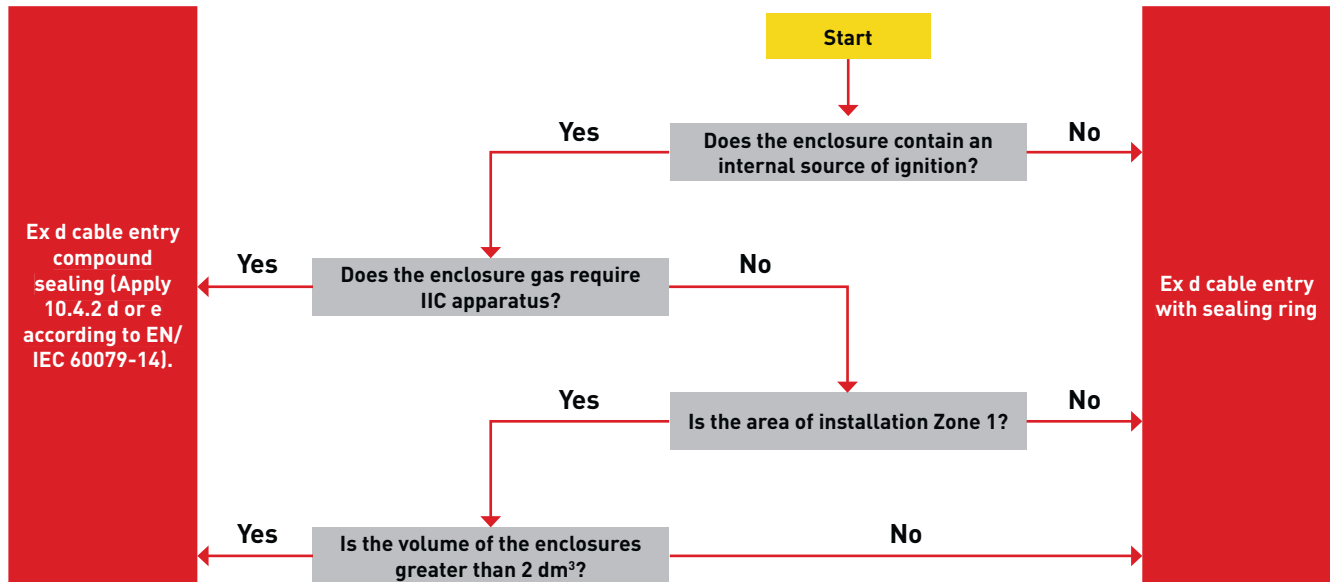 Start
Yes
Does the enclosure contain an
internal source of ignition?
No
Ex d cable entry
compound
sealing (Apply
10.4.2 d or e
according to EN/
IEC 60079-14).
Yes
Does the enclosure gas require
IIC apparatus?
No
Ex d cable entry
with sealing ring
Yes
Is the area of installation Zone 1?
No
Yes
Is the volume of the enclosures
greater than 2 dm³?
No